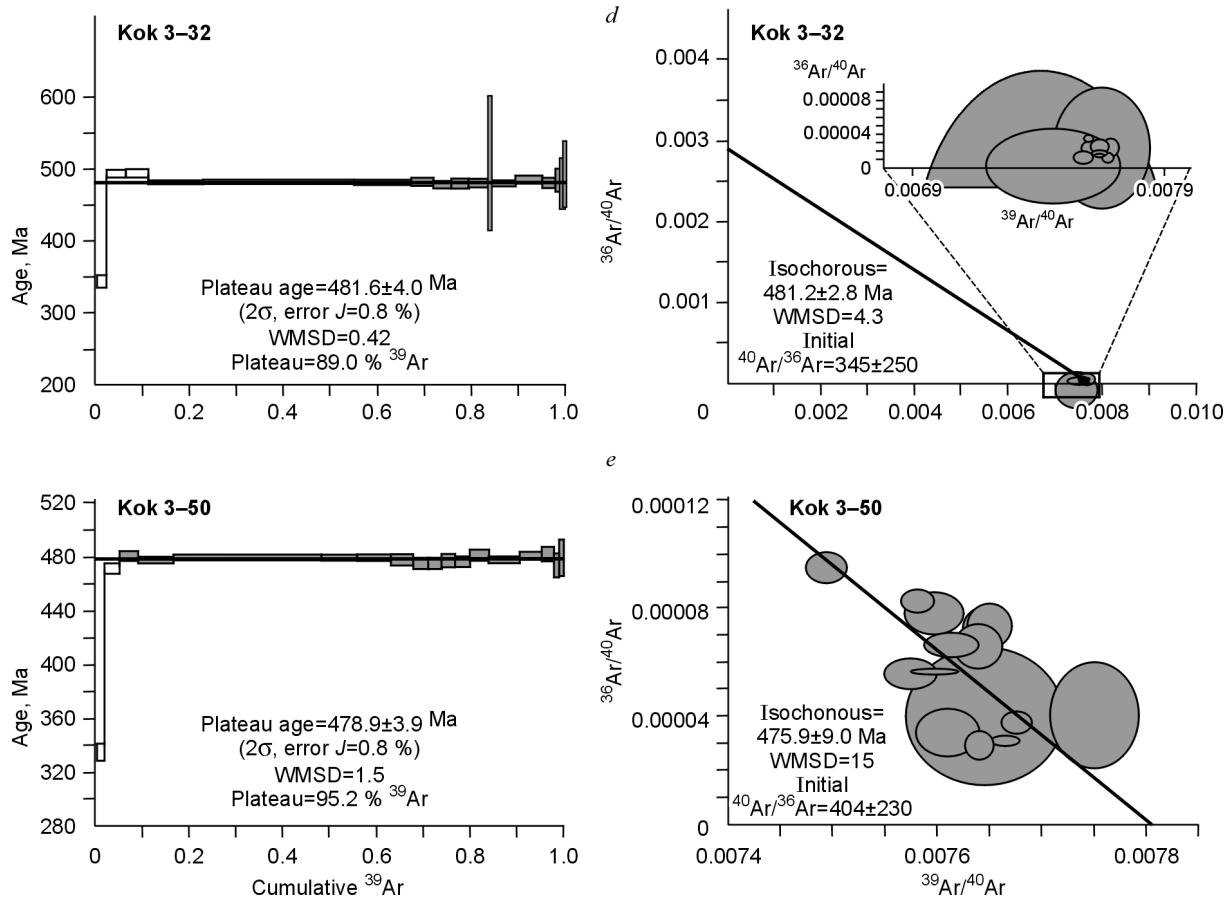 d
Kok 3–32
Age, Ma
600
500
400
300
200
0
0.2
0.4
0.6
0.8
1.0
Plateau age=481.6±4.0 Ma
(2σ, error J=0.8 %)
WMSD=0.42
Plateau=89.0 % ³⁹Ar
Kok 3–32
³⁶Ar/⁴⁰Ar
0.004
0.003
0.002
0.001
0
0.002
0.004
0.006
0.008
0.010
³⁶Ar/⁴⁰Ar
0.00008
0.00004
0
0.0069
0.0079
³⁹Ar/⁴⁰Ar
Isochorous=
481.2±2.8 Ma
WMSD=4.3
Initial
⁴⁰Ar/³⁶Ar=345±250
e
Kok 3–50
Age, Ma
520
480
440
400
360
320
280
0
0.2
0.4
0.6
0.8
1.0
Cumulative ³⁹Ar
Plateau age=478.9±3.9 Ma
(2σ, error J=0.8 %)
WMSD=1.5
Plateau=95.2 % ³⁹Ar
Kok 3–50
³⁶Ar/⁴⁰Ar
0.00012
0.00008
0.00004
0
0.0074
0.0076
0.0078
³⁹Ar/⁴⁰Ar
Isochonous=
475.9±9.0 Ma
WMSD=15
Initial
⁴⁰Ar/³⁶Ar=404±230